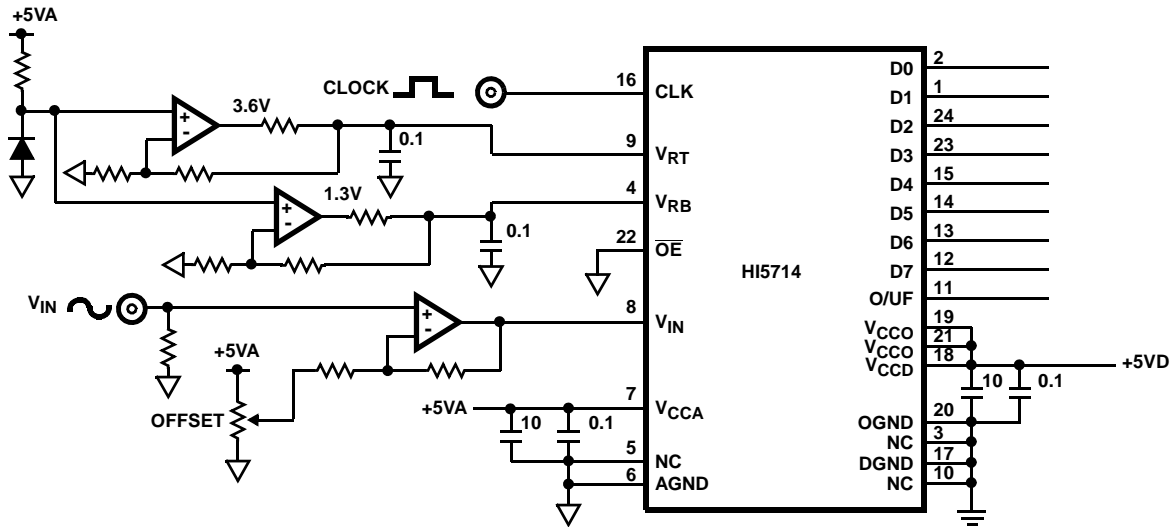 +5VA
CLOCK
3.6V
0.1
1.3V
0.1
VIN
+5VA
OFFSET
+5VA
10
0.1
16 CLK
9 VRT
4 VRB
22 OE
8 VIN
7 VCCA
5 NC
6 AGND
HI5714
D0 2
D1 1
D2 24
D3 23
D4 15
D5 14
D6 13
D7 12
O/UF 11
VCCO 19
VCCO 21
VCCD 18
+5VD
10
0.1
OGND 20
NC 3
DGND 17
NC 10